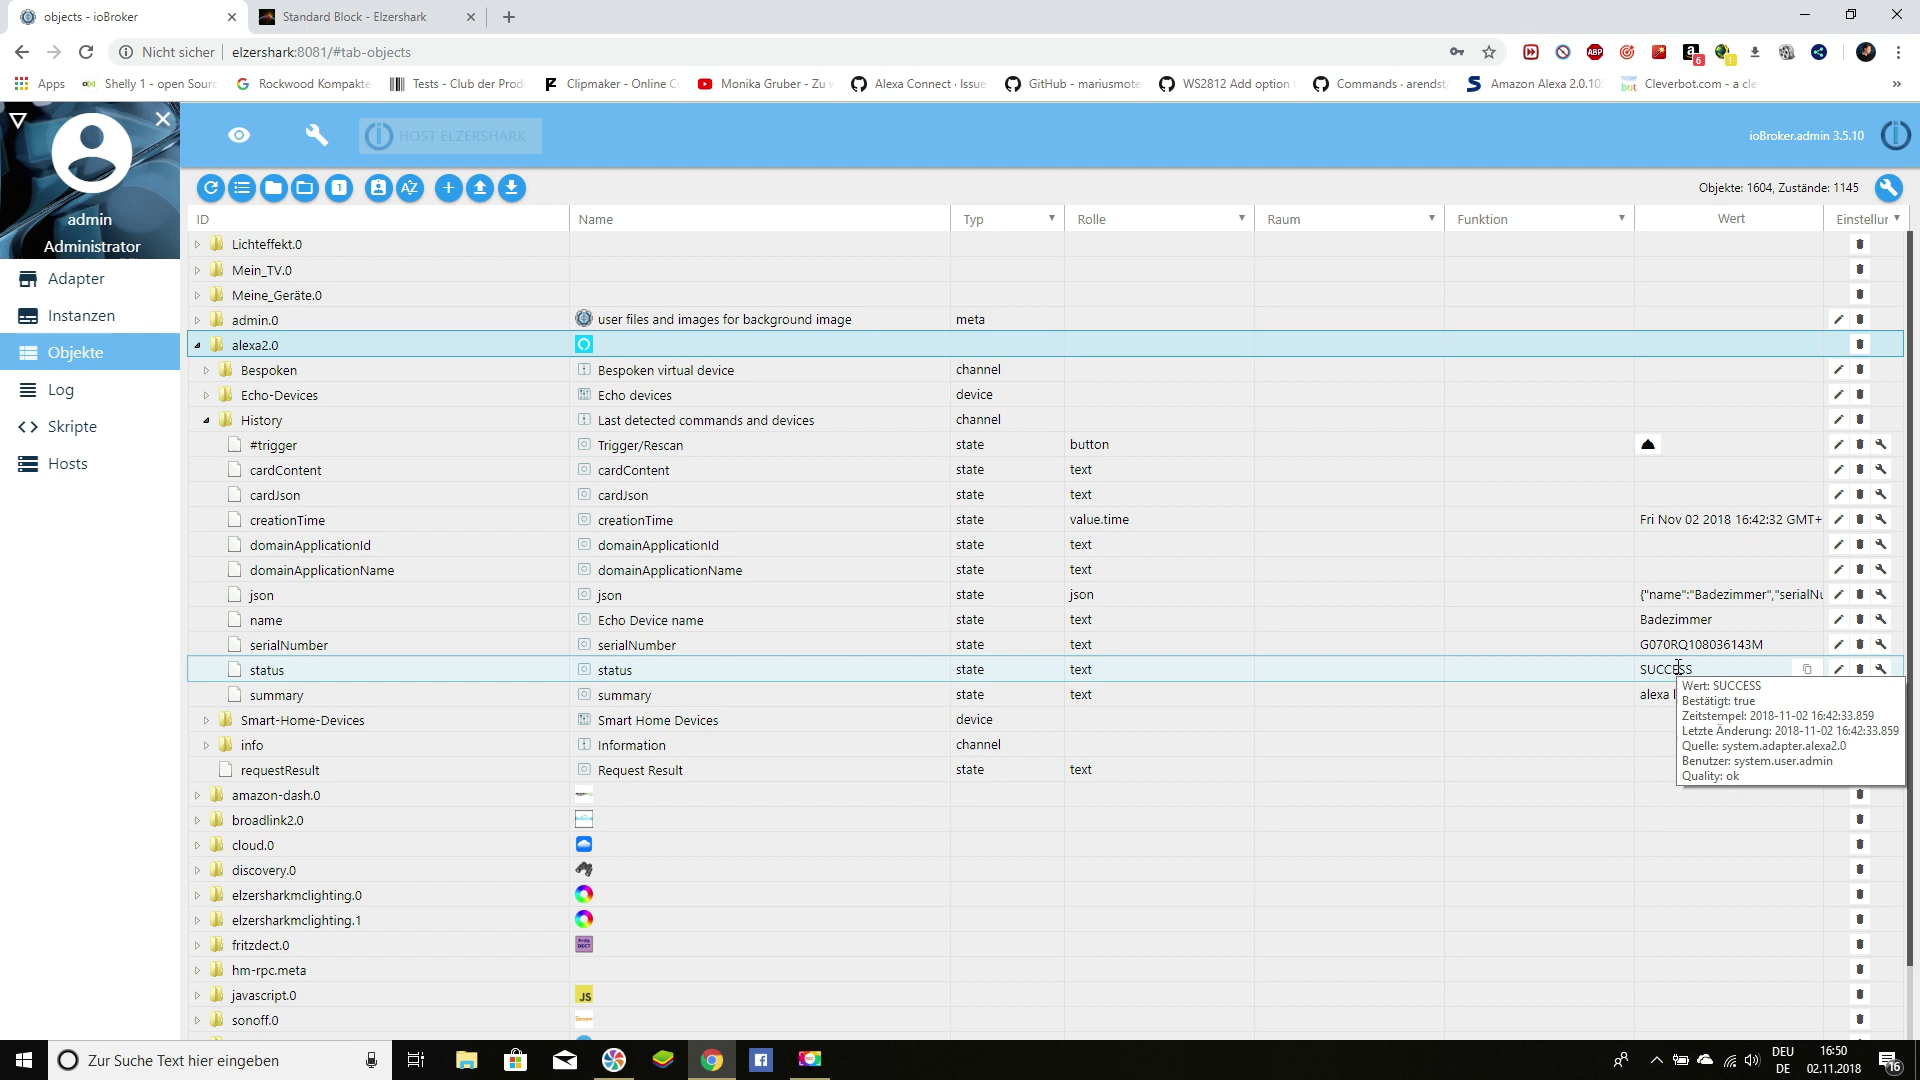 objects - ioBroker
Standard Block - Elzershark
Nicht sicher
elzershark:8081/#tab-objects
Apps
Shelly 1 - open Sour
Rockwood Kompakte
Tests - Club der Prod
Clipmaker - Online C
Monika Gruber - Zu
Alexa Connect · Issue
GitHub - mariusmote
WS2812 Add option
Commands · arendst/
Amazon Alexa 2.0.10
Cleverbot.com - a cle
admin
Administrator
HOST ELZERSHARK
ioBroker.admin 3.5.10
Objekte: 1604, Zustände: 1145
Adapter
Instanzen
Objekte
Log
Skripte
Hosts
ID Name Typ Rolle Raum Funktion Wert Einstellur
Lichteffekt.0
Mein_TV.0
Meine_Geräte.0
admin.0 user files and images for background image meta
alexa2.0
Bespoken Bespoken virtual device channel
Echo-Devices Echo devices device
History Last detected commands and devices channel
#trigger Trigger/Rescan state button
cardContent cardContent state text
cardJson cardJson state text
creationTime creationTime state value.time Fri Nov 02 2018 16:42:32 GMT+
domainApplicationId domainApplicationId state text
domainApplicationName domainApplicationName state text
json json state json {"name":"Badezimmer","serialNu
name Echo Device name state text Badezimmer
serialNumber serialNumber state text G070RQ108036143M
status status state text SUCCESS
summary summary state text alexa l
Wert: SUCCESS
Bestätigt: true
Zeitstempel: 2018-11-02 16:42:33.859
Letzte Änderung: 2018-11-02 16:42:33.859
Quelle: system.adapter.alexa2.0
Benutzer: system.user.admin
Quality: ok
Smart-Home-Devices Smart Home Devices device
info Information channel
requestResult Request Result state text
amazon-dash.0
broadlink2.0
cloud.0
discovery.0
elzersharkmclighting.0
elzersharkmclighting.1
fritzdect.0
hm-rpc.meta
javascript.0 JS
sonoff.0
Zur Suche Text hier eingeben
DEU
DE
16:50
02.11.2018
16